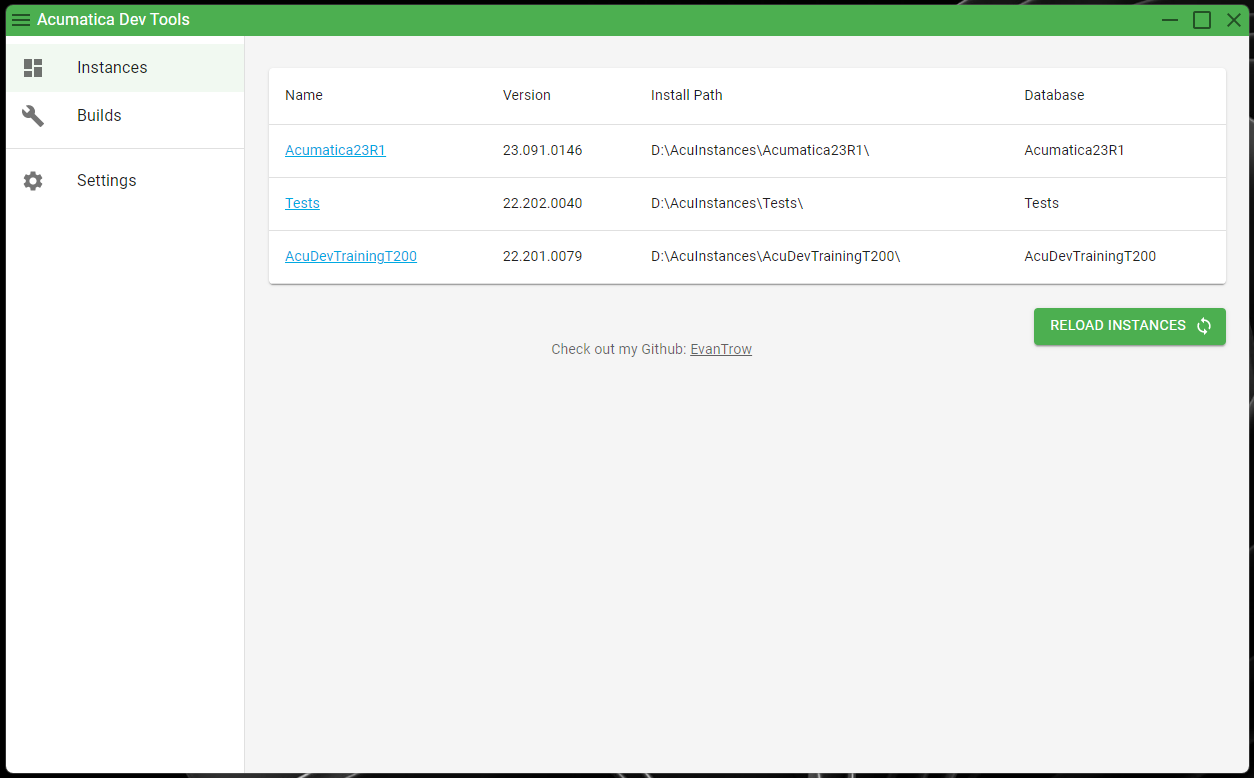 Acumatica Dev Tools
Instances
Builds
Settings
Name Version Install Path Database
Acumatica23R1 23.091.0146 D:\AcuInstances\Acumatica23R1\ Acumatica23R1
Tests 22.202.0040 D:\AcuInstances\Tests\ Tests
AcuDevTrainingT200 22.201.0079 D:\AcuInstances\AcuDevTrainingT200\ AcuDevTrainingT200
RELOAD INSTANCES
Check out my Github: EvanTrow